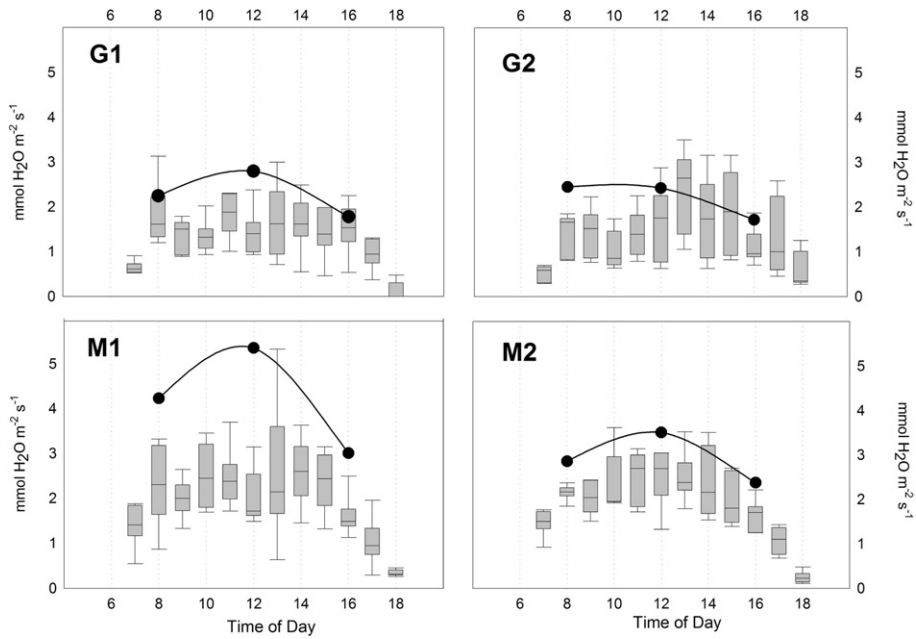 8 10 12 14 16 18 8 10 12 14 16 18
G1 G2
5 5
4 4
3 3
2 2
1 1
0 0
mmol H₂O m⁻² s⁻¹ mmol H₂O m⁻² s⁻¹
M1 M2
5 5
4 4
3 3
2 2
1 1
0 0
mmol H₂O m⁻² s⁻¹ mmol H₂O m⁻² s⁻¹
6 8 10 12 14 16 18 6 8 10 12 14 16 18
Time of Day Time of Day